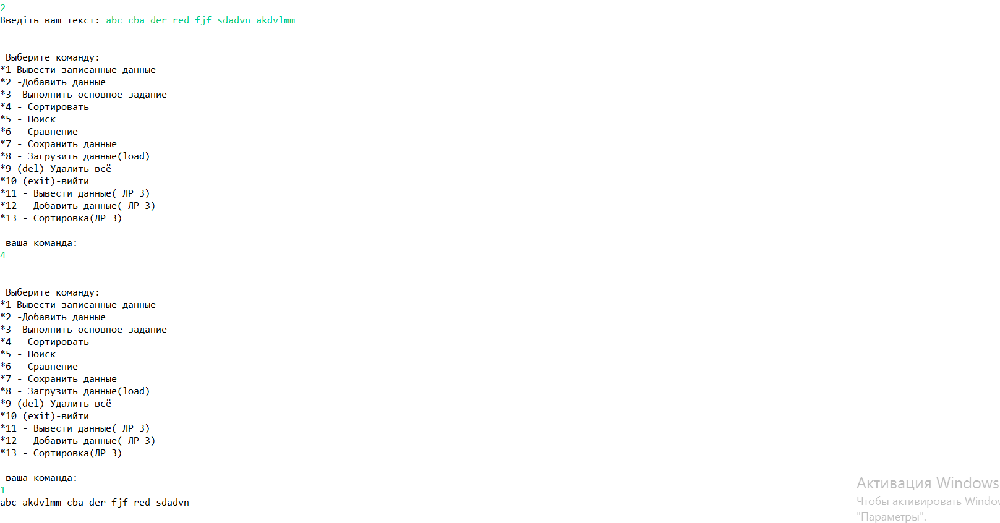 2
Введіть ваш текст: abc cba der red fjf sdadvn akdvlmm
Выберите команду:
*1-Вывести записанные данные
*2 -Добавить данные
*3 -Выполнить основное задание
*4 - Сортировать
*5 - Поиск
*6 - Сравнение
*7 - Сохранить данные
*8 - Загрузить данные(load)
*9 (del)-Удалить всё
*10 (exit)-вийти
*11 - Вывести данные( ЛР 3)
*12 - Добавить данные( ЛР 3)
*13 - Сортировка(ЛР 3)
ваша команда:
4
Выберите команду:
*1-Вывести записанные данные
*2 -Добавить данные
*3 -Выполнить основное задание
*4 - Сортировать
*5 - Поиск
*6 - Сравнение
*7 - Сохранить данные
*8 - Загрузить данные(load)
*9 (del)-Удалить всё
*10 (exit)-вийти
*11 - Вывести данные( ЛР 3)
*12 - Добавить данные( ЛР 3)
*13 - Сортировка(ЛР 3)
ваша команда:
1
abc akdvlmm cba der fjf red sdadvn
Активация Windows
Чтобы активировать
"Параметры".